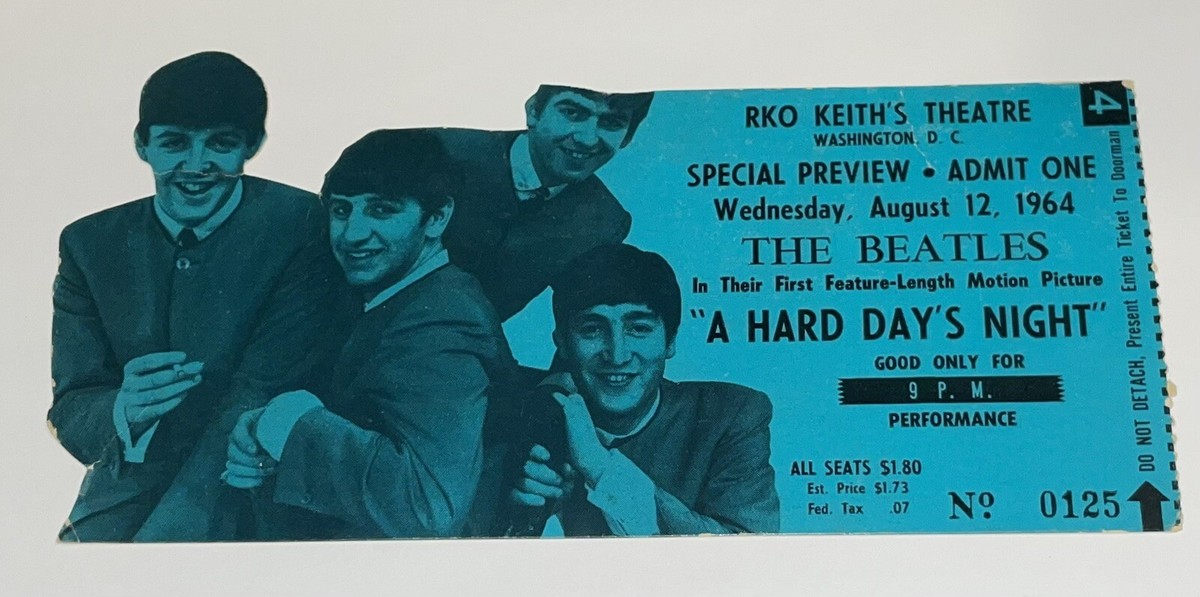 RKO KEITH'S THEATRE
WASHINGTON, D. C.
SPECIAL PREVIEW • ADMIT ONE
Wednesday, August 12, 1964
THE BEATLES
In Their First Feature-Length Motion Picture
"A HARD DAY'S NIGHT"
GOOD ONLY FOR
9 P. M.
PERFORMANCE
ALL SEATS $1.80
Est. Price $1.73
Fed. Tax .07
Nº 0125
4
DO NOT DETACH, Present Entire Ticket To Doorman